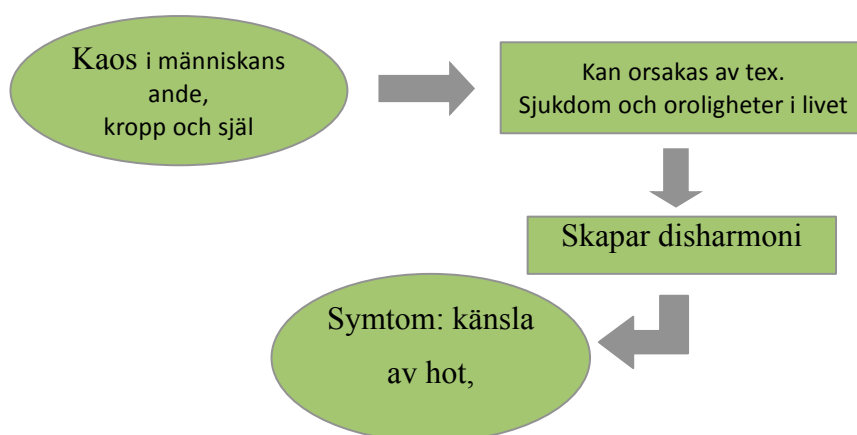 Kaos i människans
ande,
kropp och själ
Kan orsakas av tex.
Sjukdom och oroligheter i livet
Skapar disharmoni
Symtom: känsla
av hot,